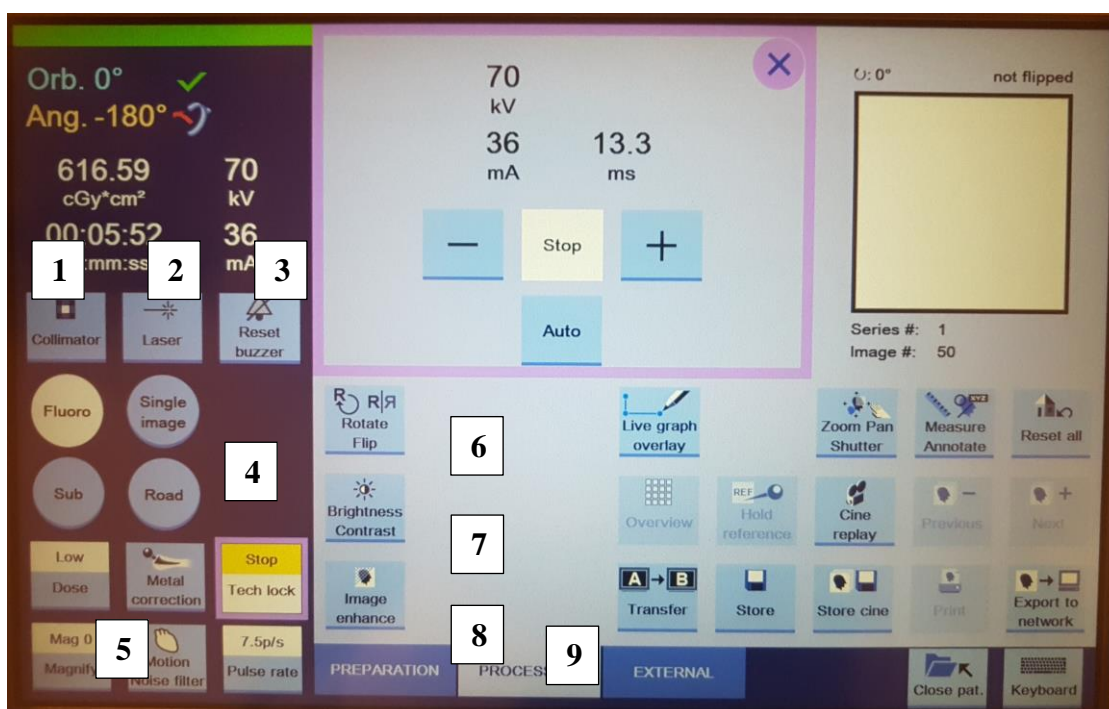 Orb. 0°
Ang. -180°
616.59
cGy*cm²
70
kV
00:05:52
:mm:ss
36
mA
1
2
3
Collimator
Laser
Reset
buzzer
Fluoro
Single
image
Sub
Road
4
Low
Dose
Metal
correction
Stop
Tech lock
Mag 0
Magnify
5
Motion
Noise filter
7.5p/s
Pulse rate
70
kV
36
mA
13.3
ms
Stop
Auto
: 0°
not flipped
Series #: 1
Image #: 50
R R|Я
Rotate
Flip
6
Live graph
overlay
Zoom Pan
Shutter
XYZ
Measure
Annotate
Reset all
Brightness
Contrast
7
Overview
REF
Hold
reference
Cine
replay
Previous
Next
Image
enhance
8
A → B
Transfer
Store
Store cine
Print
Export to
network
PREPARATION
PROCES
9
EXTERNAL
Close pat.
Keyboard